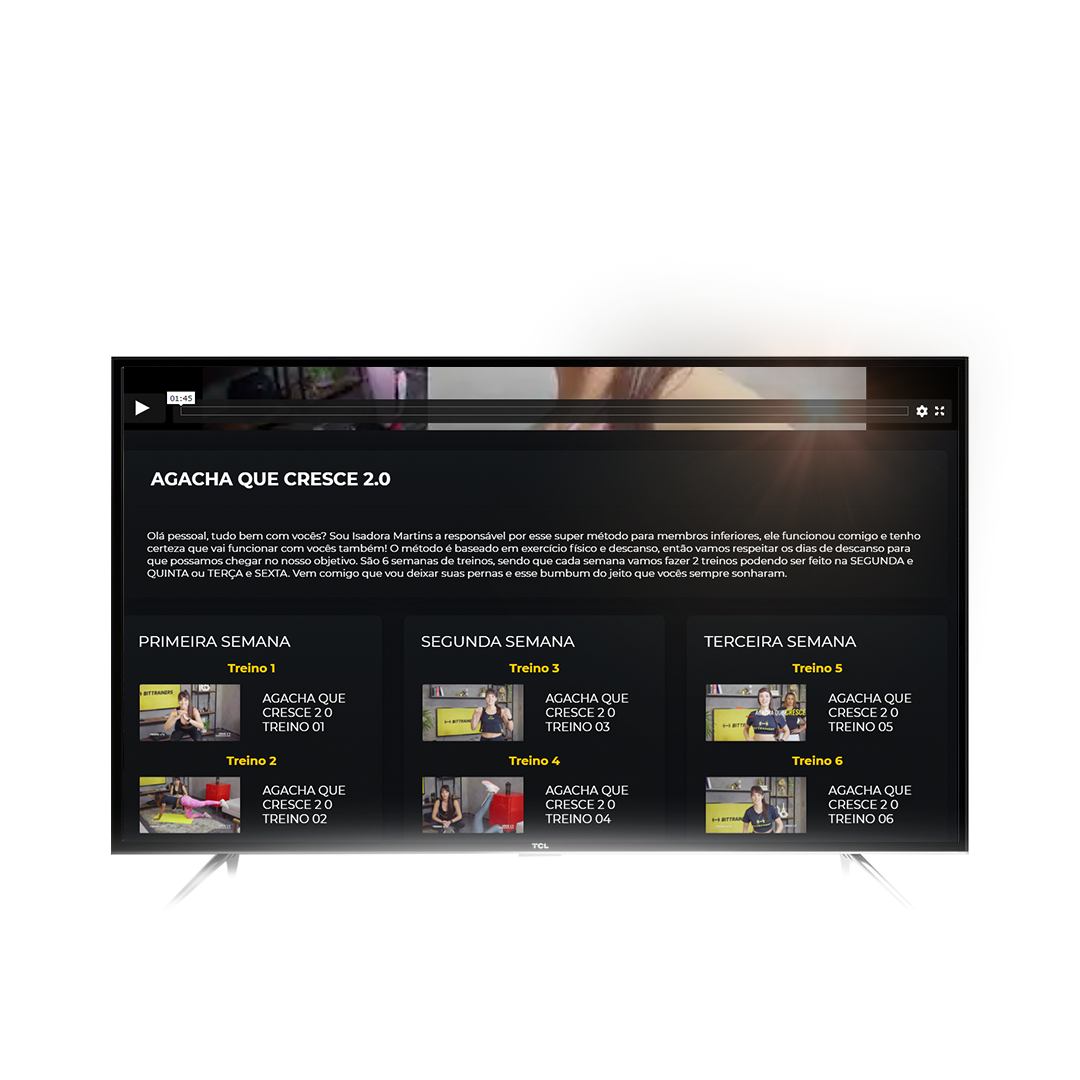 01:45
AGACHA QUE CRESCE 2.0
Olá pessoal, tudo bem com vocês? Sou Isadora Martins a responsável por esse super método para membros inferiores, ele funcionou comigo e tenho
certeza que vai funcionar com vocês também! O método é baseado em exercício físico e descanso, então vamos respeitar os dias de descanso para
que possamos chegar no nosso objetivo. São 6 semanas de treinos, sendo que cada semana vamos fazer 2 treinos podendo ser feito na SEGUNDA e
QUINTA ou TERÇA e SEXTA. Vem comigo que vou deixar suas pernas e esse bumbum do jeito que vocês sempre sonharam.
PRIMEIRA SEMANA
Treino 1
BITTRAINERS
AGACHA QUE
CRESCE 2 0
TREINO 01
Treino 2
AGACHA QUE
CRESCE 2 0
TREINO 02
SEGUNDA SEMANA
Treino 3
AGACHA QUE
CRESCE 2 0
TREINO 03
Treino 4
AGACHA QUE
CRESCE 2 0
TREINO 04
TERCEIRA SEMANA
Treino 5
AGACHA QUE CRESCE
AGACHA QUE
CRESCE 2 0
TREINO 05
Treino 6
AGACHA QUE
CRESCE 2 0
TREINO 06
TCL